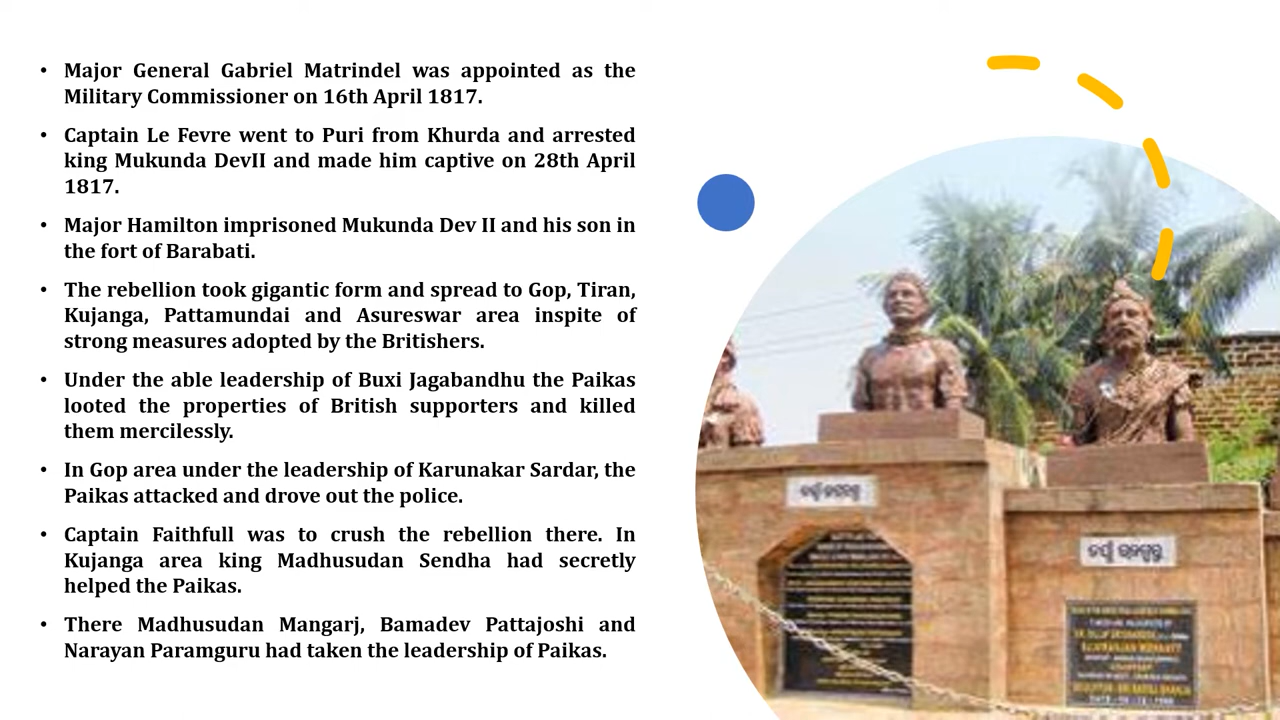 • Major General Gabriel Matrindel was appointed as the
Military Commissioner on 16th April 1817.
• Captain Le Fevre went to Puri from Khurda and arrested
king Mukunda DevII and made him captive on 28th April
1817.
• Major Hamilton imprisoned Mukunda Dev II and his son in
the fort of Barabati.
• The rebellion took gigantic form and spread to Gop, Tiran,
Kujanga, Pattamundai and Asureswar area inspite of
strong measures adopted by the Britishers.
• Under the able leadership of Buxi Jagabandhu the Paikas
looted the properties of British supporters and killed
them mercilessly.
• In Gop area under the leadership of Karunakar Sardar, the
Paikas attacked and drove out the police.
• Captain Faithfull was to crush the rebellion there. In
Kujanga area king Madhusudan Sendha had secretly
helped the Paikas.
• There Madhusudan Mangarj, Bamadev Pattajoshi and
Narayan Paramguru had taken the leadership of Paikas.